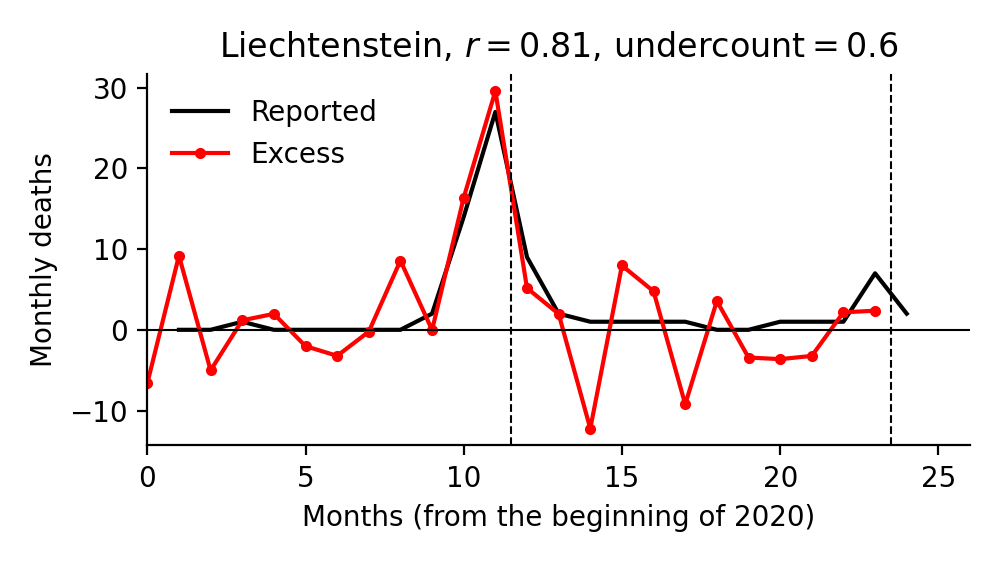 Liechtenstein, r = 0.81, undercount = 0.6
30
20
10
0
−10
Monthly deaths
Reported
Excess
0 5 10 15 20 25
Months (from the beginning of 2020)